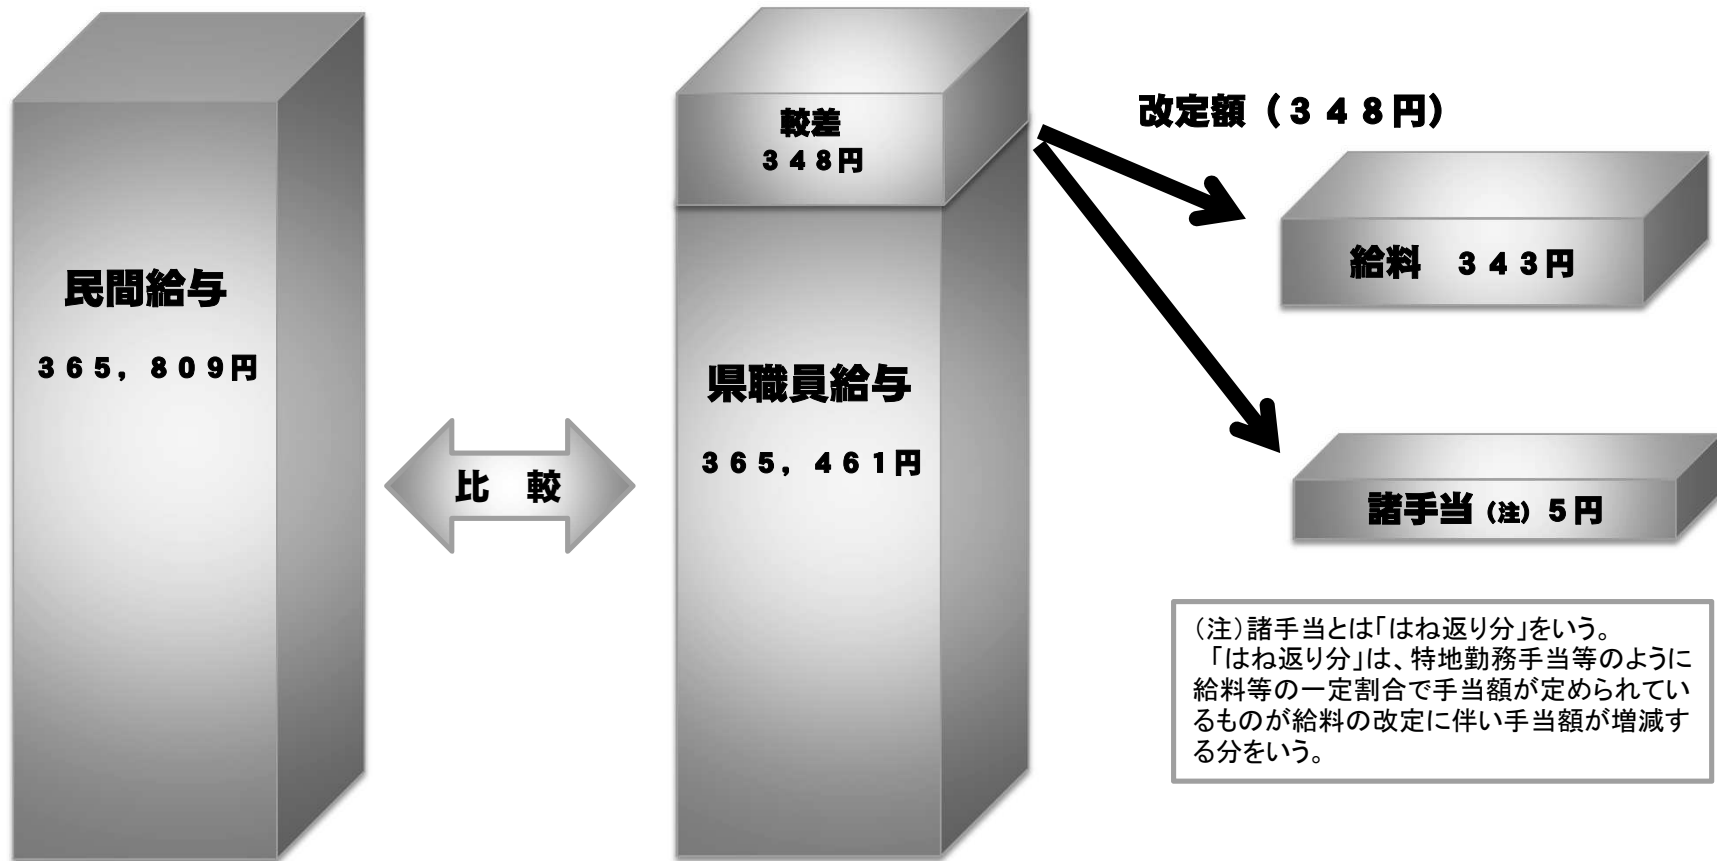 民間給与
３６５，８０９円
比　較
較差
３４８円
県職員給与
３６５，４６１円
改定額（３４８円）
給料　３４３円
諸手当（注）５円
（注）諸手当とは「はね返り分」をいう。
「はね返り分」は、特地勤務手当等のように
給料等の一定割合で手当額が定められてい
るものが給料の改定に伴い手当額が増減す
る分をいう。